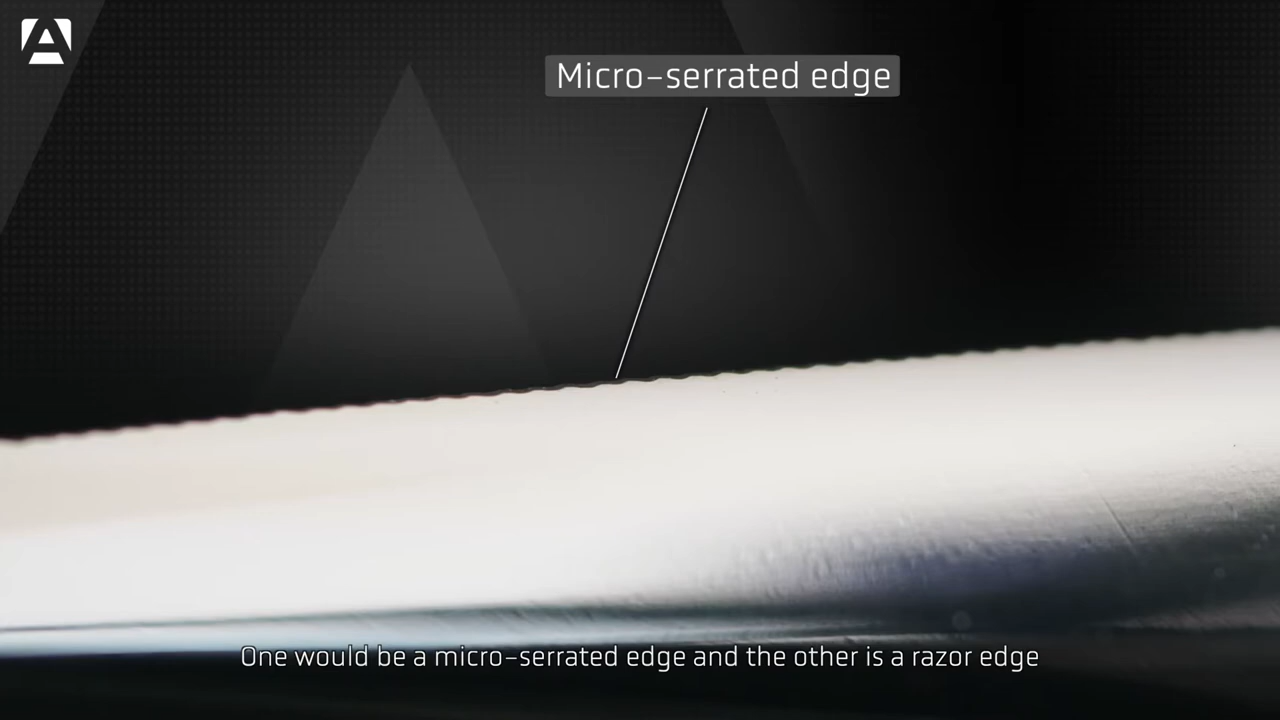 Micro-serrated edge
One would be a micro-serrated edge and the other is a razor edge